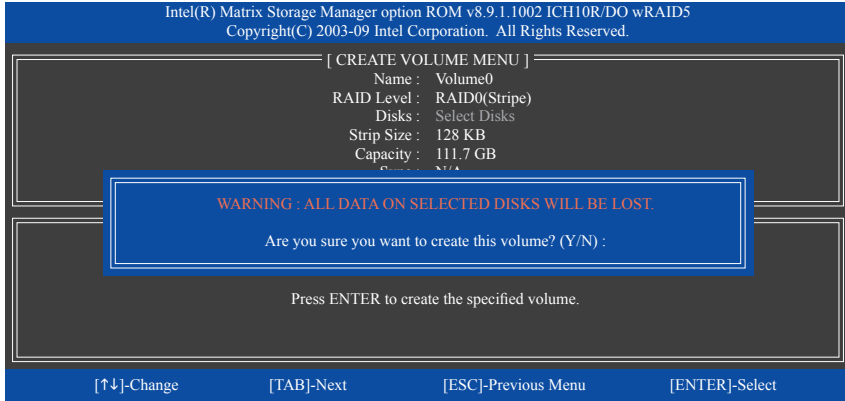 Intel(R) Matrix Storage Manager option ROM v8.9.1.1002 ICH10R/DO wRAID5
Copyright(C) 2003-09 Intel Corporation. All Rights Reserved.
[ CREATE VOLUME MENU ]
Name : Volume0
RAID Level : RAID0(Stripe)
Disks : Select Disks
Strip Size : 128 KB
Capacity : 111.7 GB
WARNING : ALL DATA ON SELECTED DISKS WILL BE LOST.
Are you sure you want to create this volume? (Y/N) :
Press ENTER to create the specified volume.
[↑↓]-Change [TAB]-Next [ESC]-Previous Menu [ENTER]-Select